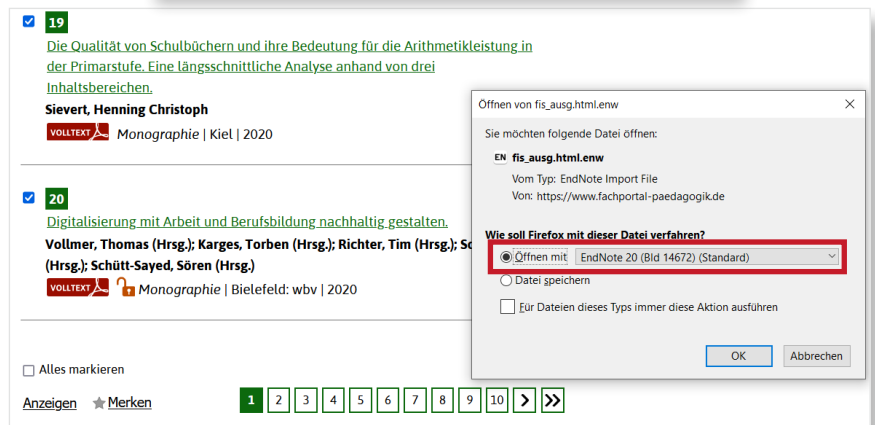 19
Die Qualität von Schulbüchern und ihre Bedeutung für die Arithmetikleistung in
der Primarstufe. Eine längsschnittliche Analyse anhand von drei
Inhaltsbereichen.
Sievert, Henning Christoph
VOLLTEXT Monographie | Kiel | 2020
20
Digitalisierung mit Arbeit und Berufsbildung nachhaltig gestalten.
Vollmer, Thomas (Hrsg.); Karges, Torben (Hrsg.); Richter, Tim (Hrsg.);
(Hrsg.); Schütt-Sayed, Sören (Hrsg.)
VOLLTEXT Monographie | Bielefeld: wbv | 2020
Alles markieren
Anzeigen Merken
1 2 3 4 5 6 7 8 9 10
Öffnen von fis_ausg.html.enw
Sie möchten folgende Datei öffnen:
EN fis_ausg.html.enw
Vom Typ: EndNote Import File
Von: https://www.fachportal-paedagogik.de
Wie soll Firefox mit dieser Datei verfahren?
Öffnen mit EndNote 20 (Bld 14672) (Standard)
Datei speichern
Für Dateien dieses Typs immer diese Aktion ausführen
OK Abbrechen